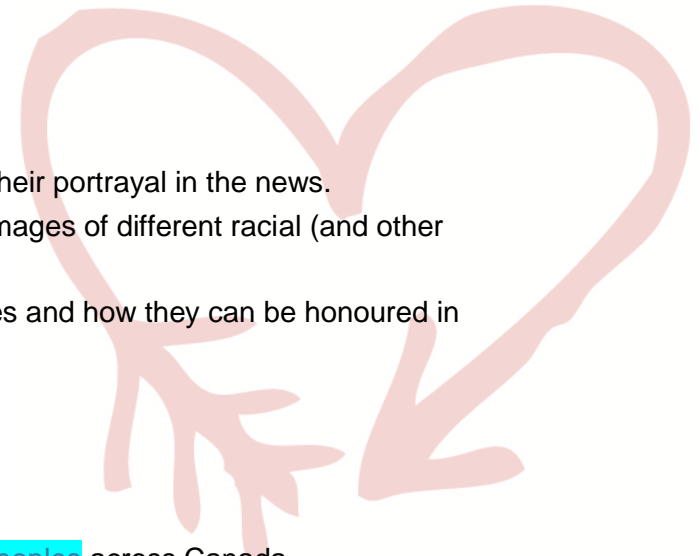 heir portrayal in the news.
mages of different racial (and other
es and how they can be honoured in
across Canada